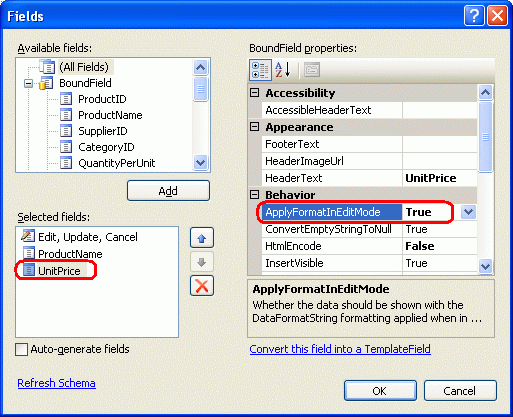 Fields
Available fields:
(All Fields)
BoundField
ProductID
ProductName
SupplierID
CategoryID
QuantityPerUnit
Add
Selected fields:
Edit, Update, Cancel
ProductName
UnitPrice
Auto-generate fields
Refresh Schema
BoundField properties:
Accessibility
AccessibleHeaderText
Appearance
FooterText
HeaderImageUrl
HeaderText UnitPrice
Behavior
ApplyFormatInEditMode True
ConvertEmptyStringToNull True
HtmlEncode False
InsertVisible True
ApplyFormatInEditMode
Whether the data should be shown with the
DataFormatString formatting applied when in ...
Convert this field into a TemplateField
OK Cancel